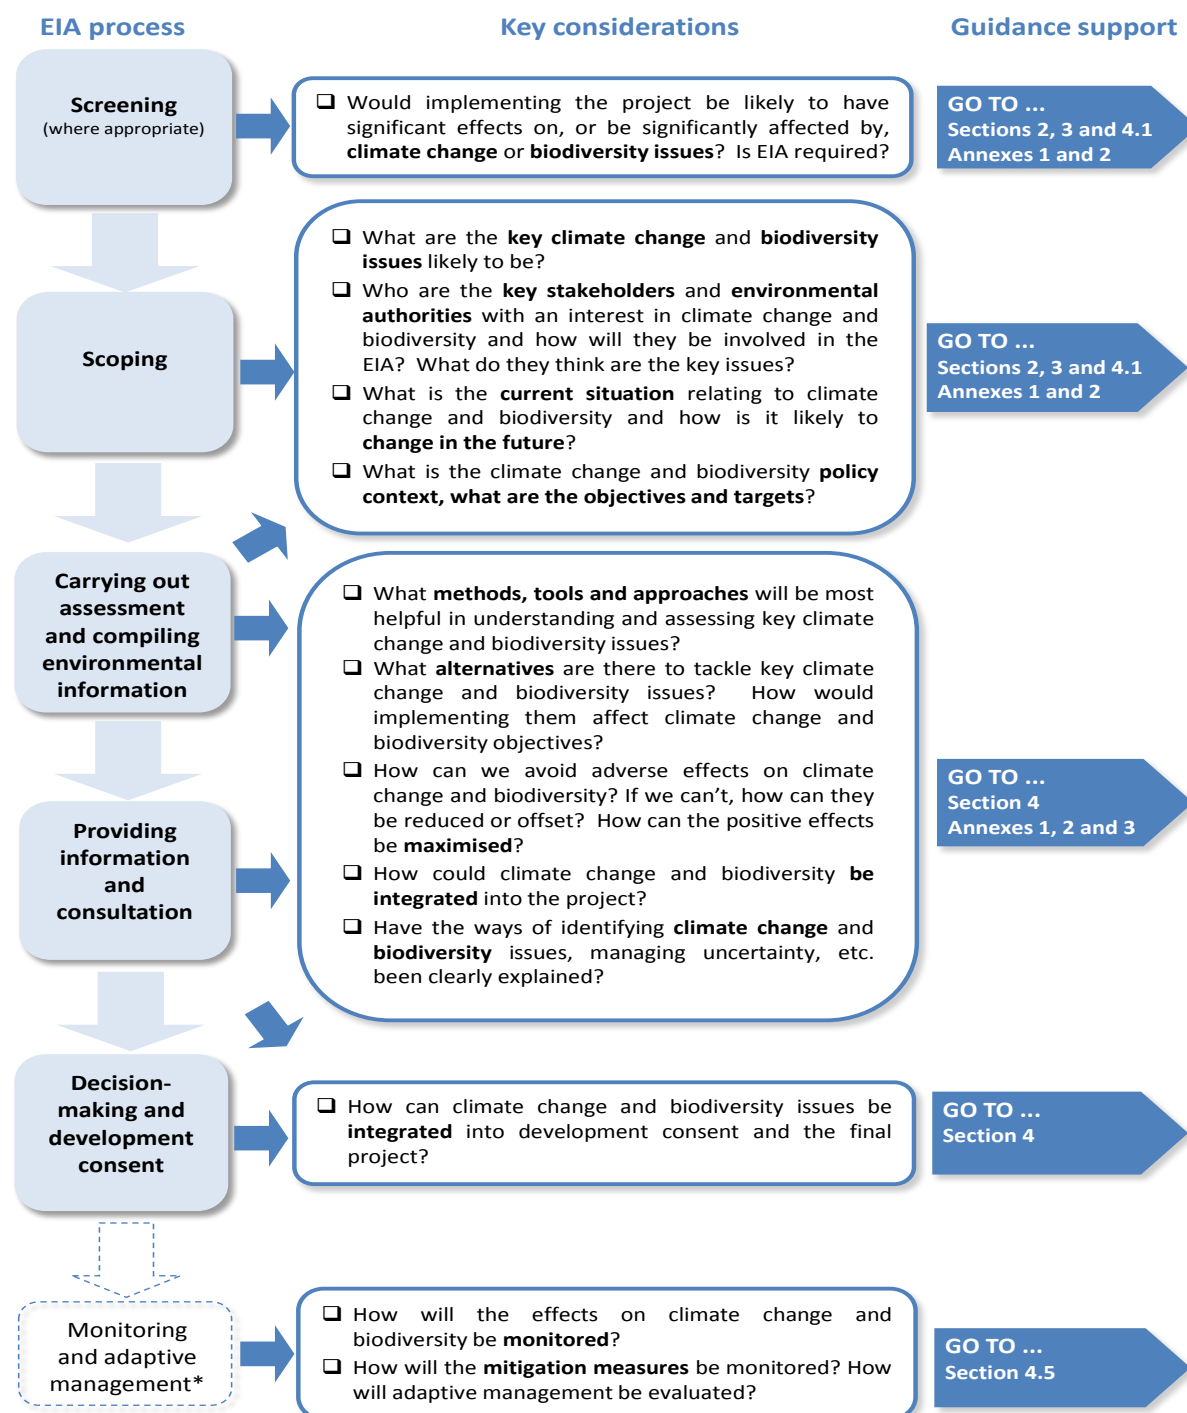 EIA process
Key considerations
Guidance support
Screening
(where appropriate)
❑ Would implementing the project be likely to have
significant effects on, or be significantly affected by,
climate change or biodiversity issues? Is EIA required?
GO TO ...
Sections 2, 3 and 4.1
Annexes 1 and 2
Scoping
❑ What are the key climate change and biodiversity
issues likely to be?
❑ Who are the key stakeholders and environmental
authorities with an interest in climate change and
biodiversity and how will they be involved in the
EIA? What do they think are the key issues?
❑ What is the current situation relating to climate
change and biodiversity and how is it likely to
change in the future?
❑ What is the climate change and biodiversity policy
context, what are the objectives and targets?
GO TO ...
Sections 2, 3 and 4.1
Annexes 1 and 2
Carrying out
assessment
and compiling
environmental
information
Providing
information
and
consultation
❑ What methods, tools and approaches will be most
helpful in understanding and assessing key climate
change and biodiversity issues?
❑ What alternatives are there to tackle key climate
change and biodiversity issues? How would
implementing them affect climate change and
biodiversity objectives?
❑ How can we avoid adverse effects on climate
change and biodiversity? If we can’t, how can they
be reduced or offset? How can the positive effects
be maximised?
❑ How could climate change and biodiversity be
integrated into the project?
❑ Have the ways of identifying climate change and
biodiversity issues, managing uncertainty, etc.
been clearly explained?
GO TO ...
Section 4
Annexes 1, 2 and 3
Decision-
making and
development
consent
❑ How can climate change and biodiversity issues be
integrated into development consent and the final
project?
GO TO ...
Section 4
Monitoring
and adaptive
management*
❑ How will the effects on climate change and
biodiversity be monitored?
❑ How will the mitigation measures be monitored? How
will adaptive management be evaluated?
GO TO ...
Section 4.5